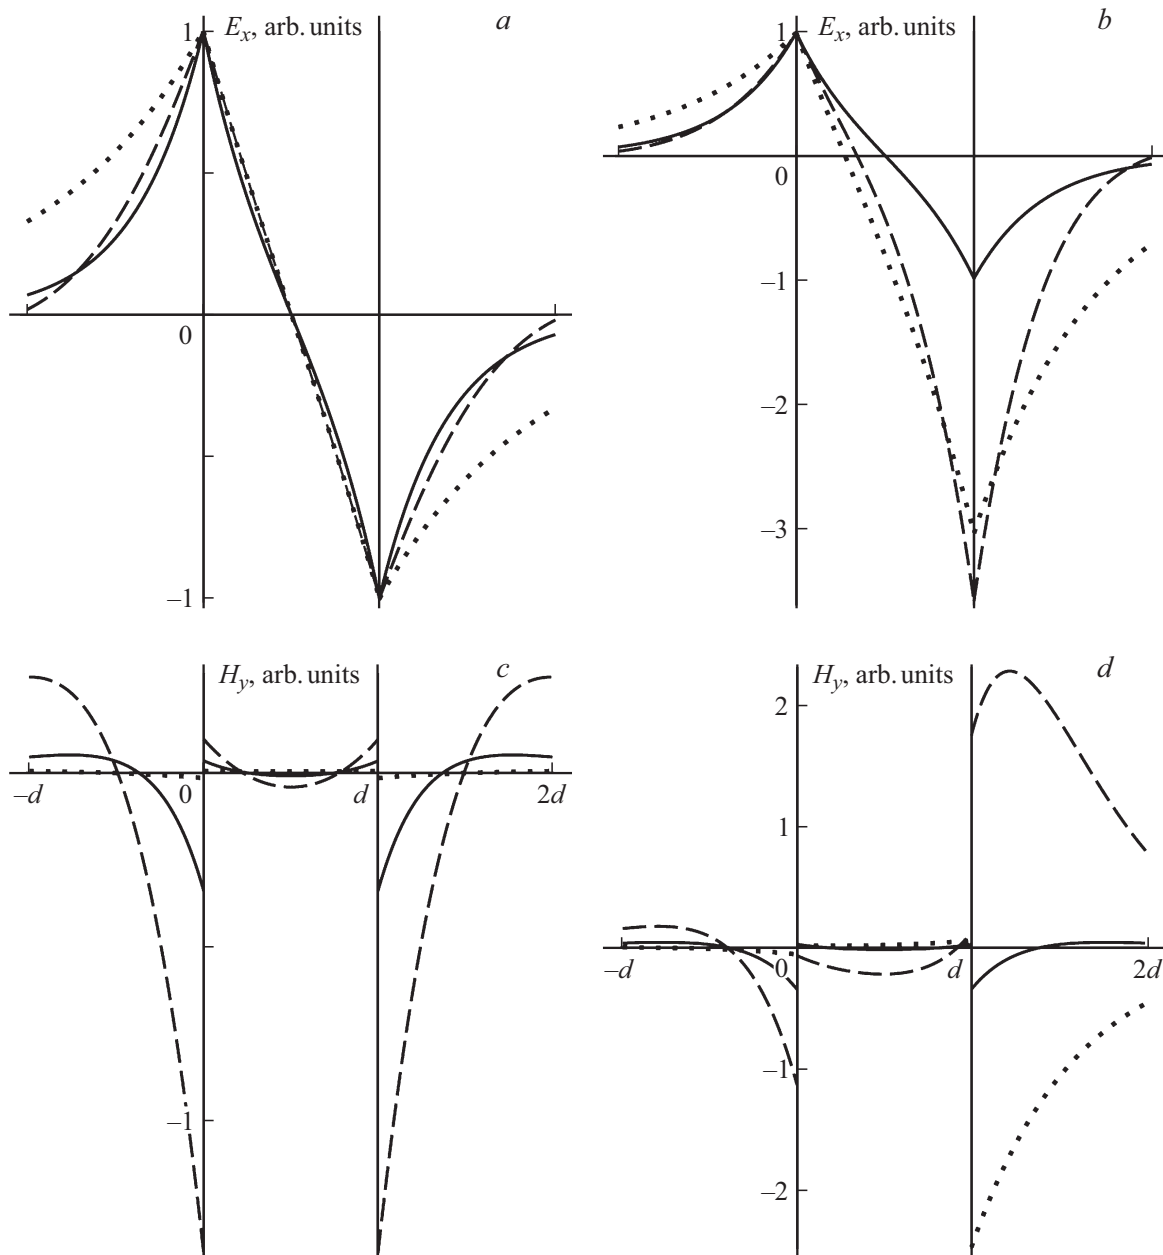 1 E_x, arb. units a
0
–1
1 E_x, arb. units b
0
–1
–2
–3
H_y, arb. units c
–d 0 d 2d
–1
H_y, arb. units d
2
1
–d 0 d 2d
–1
–2